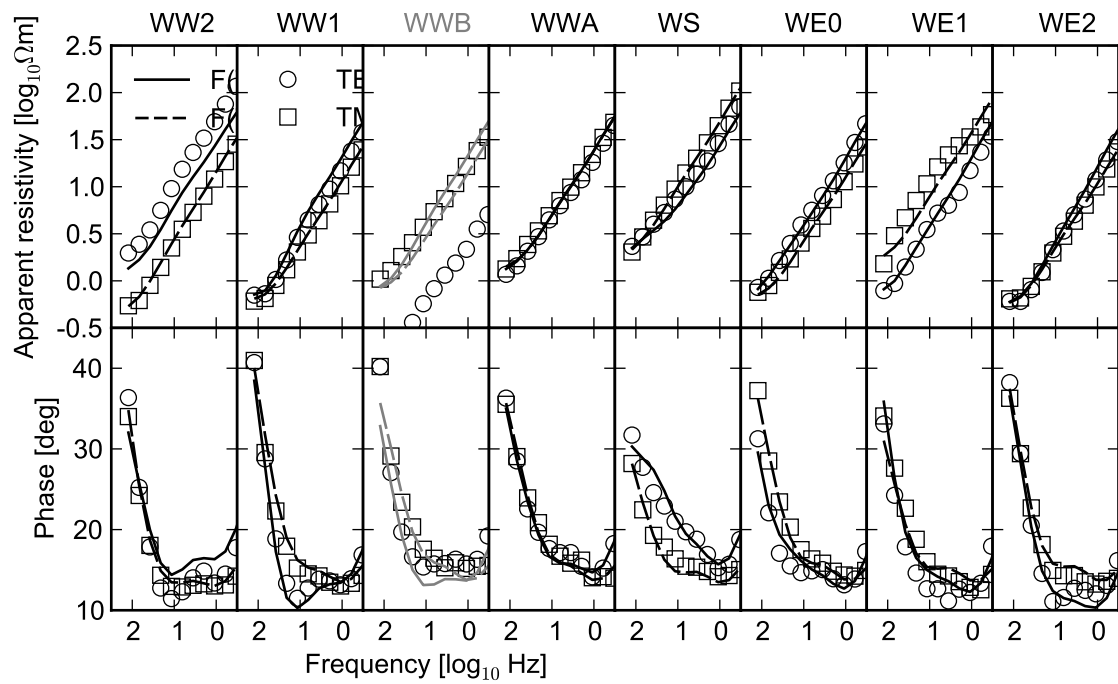 WW2 WW1 WWB WWA WS WE0 WE1 WE2
Apparent resistivity [log₁₀Ωm]
2.5
2.0
1.5
1.0
0.5
0.0
-0.5
TE
TM
Phase [deg]
40
30
20
10
2 1 0 2 1 0 2 1 0 2 1 0 2 1 0 2 1 0 2 1 0 2 1 0
Frequency [log₁₀ Hz]